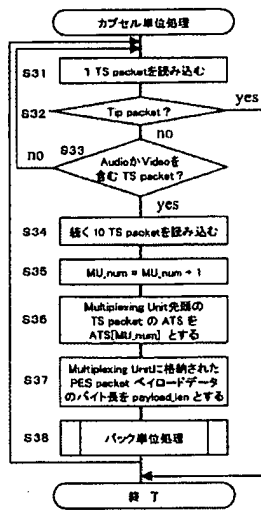 カプセル単位処理
S31
1 TS packetを読み込む
S32
Tip packet?
yes
no
no
S33
AudioかVideoを
含む TS packet?
yes
S34
続く 10 TS packetを読み込む
S35
MU_num = MU_num + 1
S36
Multiplexing Unit先頭の
TS packet の ATS を
ATS[MU_num] とする
S37
Multiplexing Unitに格納された
PES packet ペイロードデータ
のバイト長を payload_len とする
S38
パック単位処理
終 了